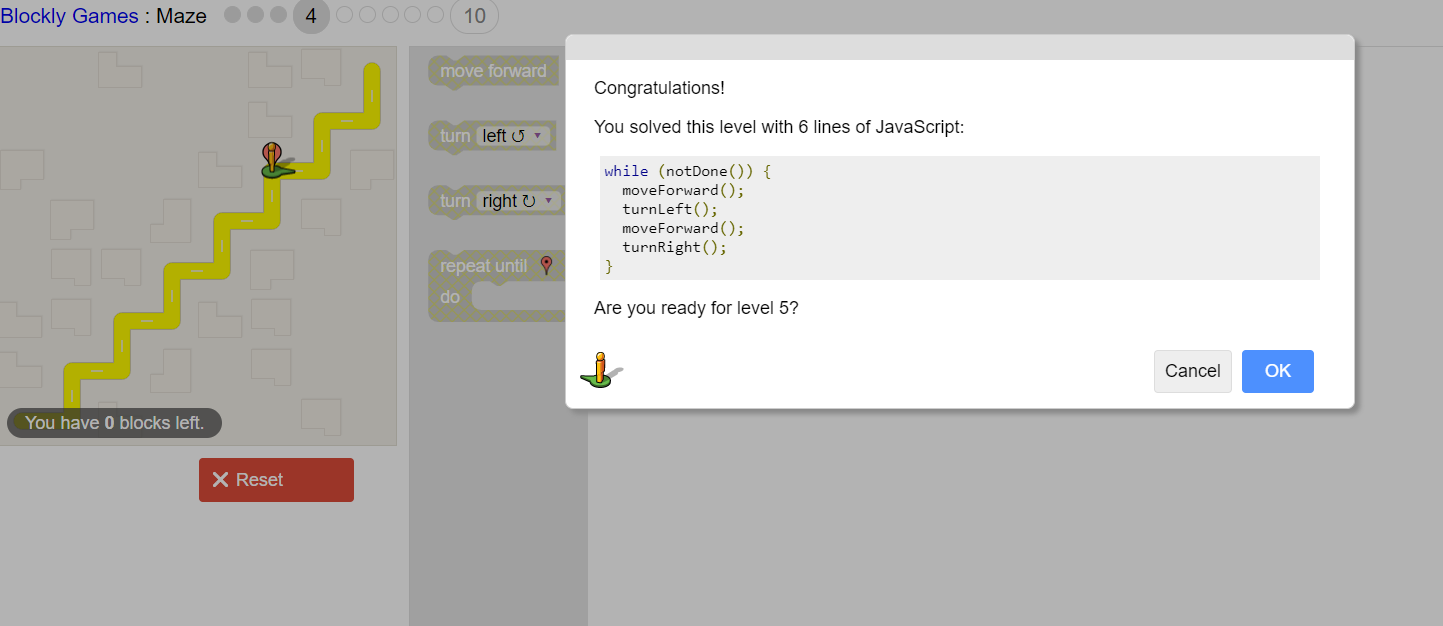 Blockly Games : Maze 4 10
move forward
turn left ↺ ▼
turn right ↻ ▼
repeat until
do
You have 0 blocks left.
Reset
Congratulations!
You solved this level with 6 lines of JavaScript:
while (notDone()) {
  moveForward();
  turnLeft();
  moveForward();
  turnRight();
}
Are you ready for level 5?
Cancel OK